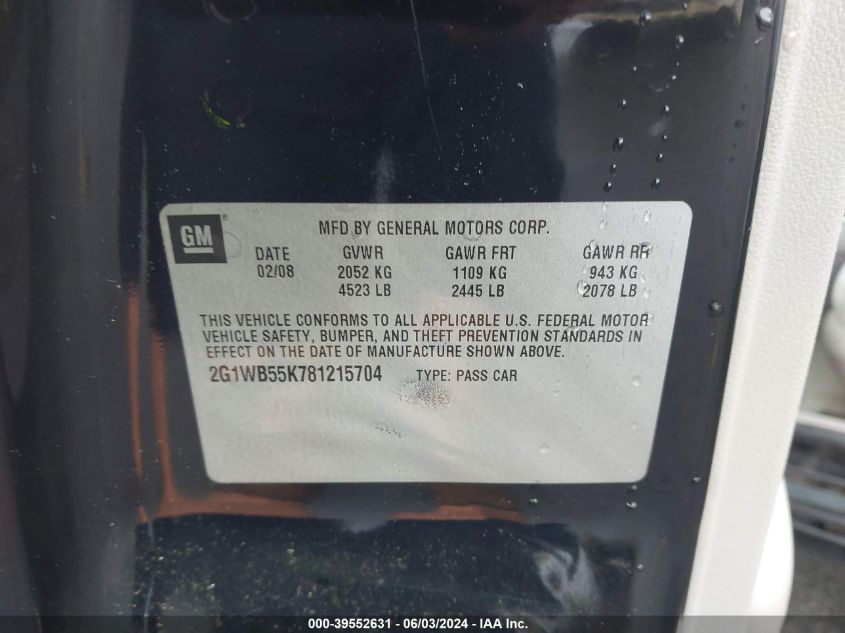 GM
MFD BY GENERAL MOTORS CORP.
DATE GVWR GAWR FRT GAWR RR
02/08 2052 KG 1109 KG 943 KG
4523 LB 2445 LB 2078 LB
THIS VEHICLE CONFORMS TO ALL APPLICABLE U.S. FEDERAL MOTOR
VEHICLE SAFETY, BUMPER, AND THEFT PREVENTION STANDARDS IN
EFFECT ON THE DATE OF MANUFACTURE SHOWN ABOVE.
2G1WB55K781215704 TYPE: PASS CAR
000-39552631 - 06/03/2024 - IAA Inc.